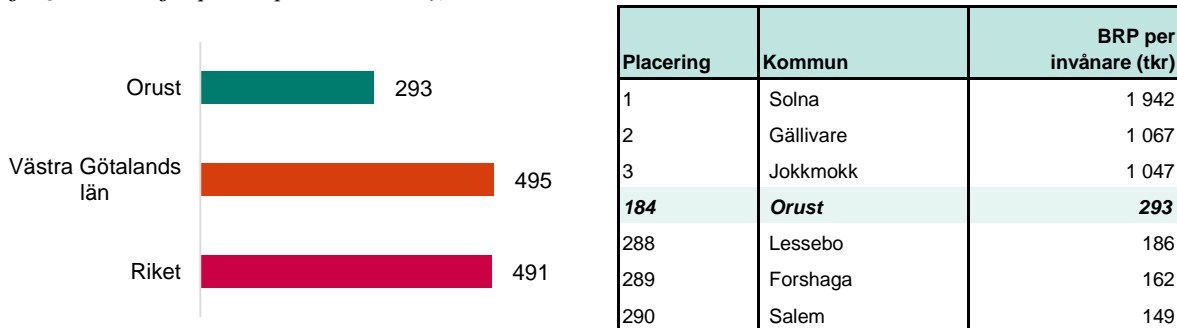 Orust 293
Västra Götalands
län
495
Riket 491
Placering Kommun BRP per
invånare (tkr)
1 Solna 1 942
2 Gällivare 1 067
3 Jokkmokk 1 047
184 Orust 293
288 Lessebo 186
289 Forshaga 162
290 Salem 149